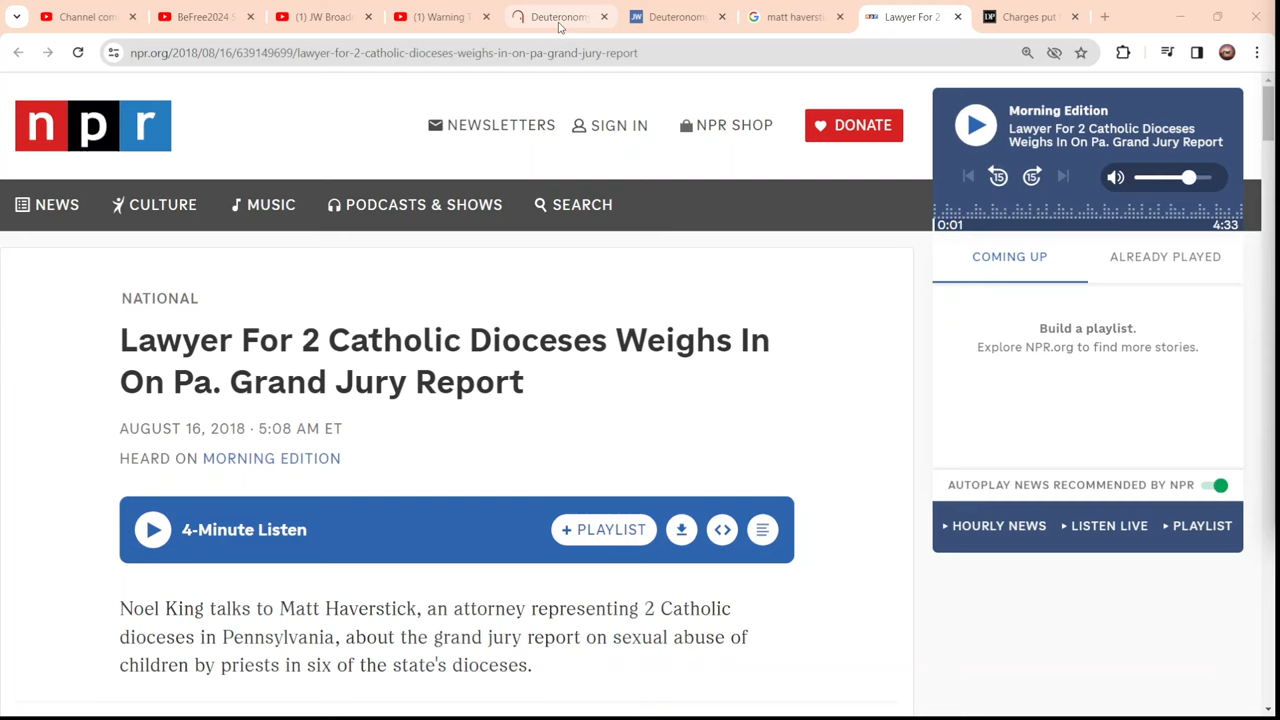 Channel com
BeFree2024 S
(1) JW Broad
(1) Warning T
Deuteronomy
Deuteronomy
matt haversti
Lawyer For 2
DP
Charges put
npr.org/2018/08/16/639149699/lawyer-for-2-catholic-dioceses-weighs-in-on-pa-grand-jury-report
npr
NEWSLETTERS
SIGN IN
NPR SHOP
DONATE
NEWS
CULTURE
MUSIC
PODCASTS & SHOWS
SEARCH
NATIONAL
Lawyer For 2 Catholic Dioceses Weighs In
On Pa. Grand Jury Report
AUGUST 16, 2018 · 5:08 AM ET
HEARD ON MORNING EDITION
4-Minute Listen
+ PLAYLIST
Noel King talks to Matt Haverstick, an attorney representing 2 Catholic
dioceses in Pennsylvania, about the grand jury report on sexual abuse of
children by priests in six of the state's dioceses.
Morning Edition
Lawyer For 2 Catholic Dioceses
Weighs In On Pa. Grand Jury Report
15
15
0:01
4:33
COMING UP
ALREADY PLAYED
Build a playlist.
Explore NPR.org to find more stories.
AUTOPLAY NEWS RECOMMENDED BY NPR
HOURLY NEWS
LISTEN LIVE
PLAYLIST